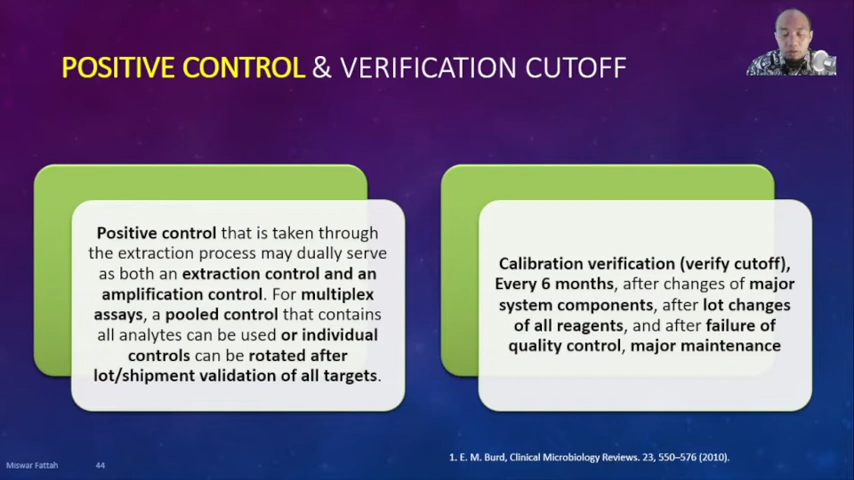 POSITIVE CONTROL & VERIFICATION CUTOFF
Positive control that is taken through
the extraction process may dually serve
as both an extraction control and an
amplification control. For multiplex
assays, a pooled control that contains
all analytes can be used or individual
controls can be rotated after
lot/shipment validation of all targets.
Calibration verification (verify cutoff),
Every 6 months, after changes of major
system components, after lot changes
of all reagents, and after failure of
quality control, major maintenance
1. E. M. Burd, Clinical Microbiology Reviews. 23, 550–576 (2010).
Miswar Fattah 44